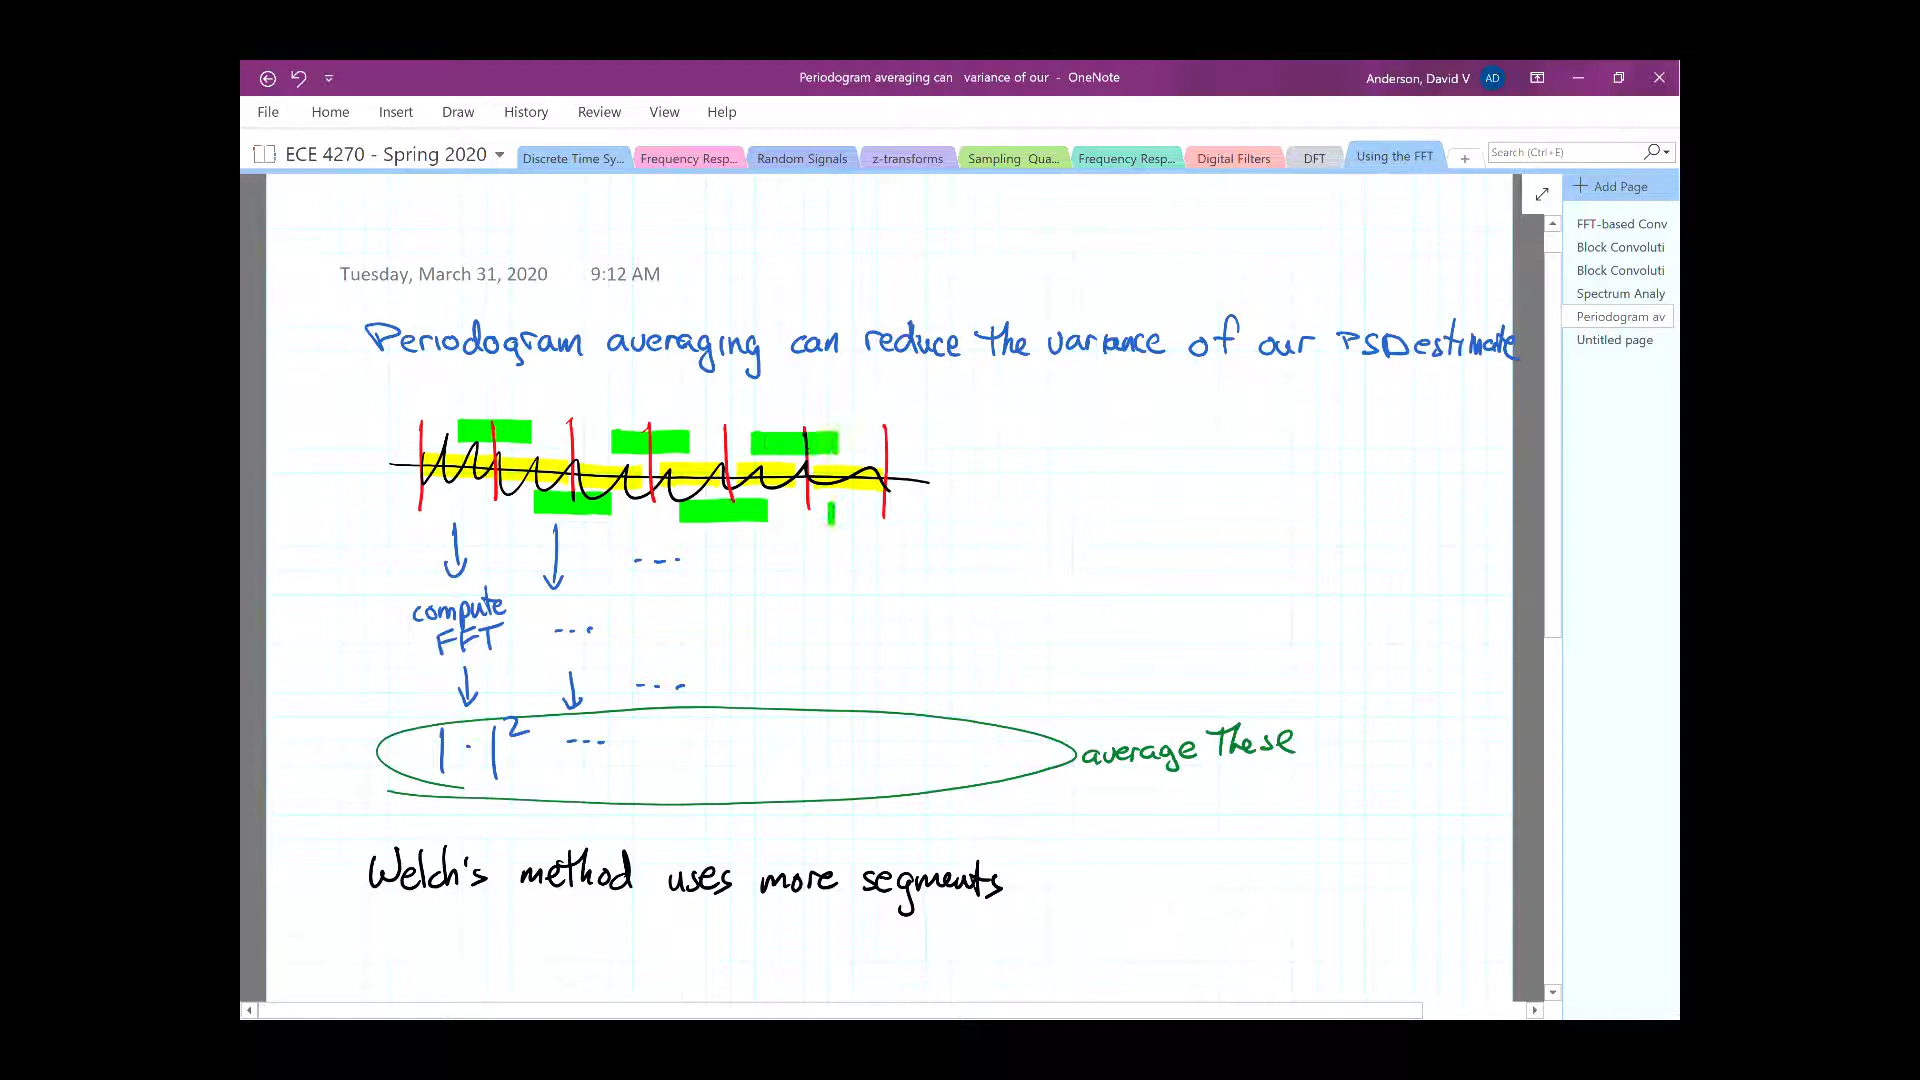 Periodogram averaging can variance of our - OneNote
Anderson, David V AD
File Home Insert Draw History Review View Help
ECE 4270 - Spring 2020
Discrete Time Sy... Frequency Resp... Random Signals z-transforms Sampling Qua... Frequency Resp... Digital Filters DFT Using the FFT +
Search (Ctrl+E)
Add Page
FFT-based Conv
Block Convoluti
Block Convoluti
Spectrum Analy
Periodogram av
Untitled page
Tuesday, March 31, 2020 9:12 AM
Periodogram averaging can reduce the variance of our PSD estimate
---
compute
FFT ---
---
| · |² ---
average these
Welch's method uses more segments